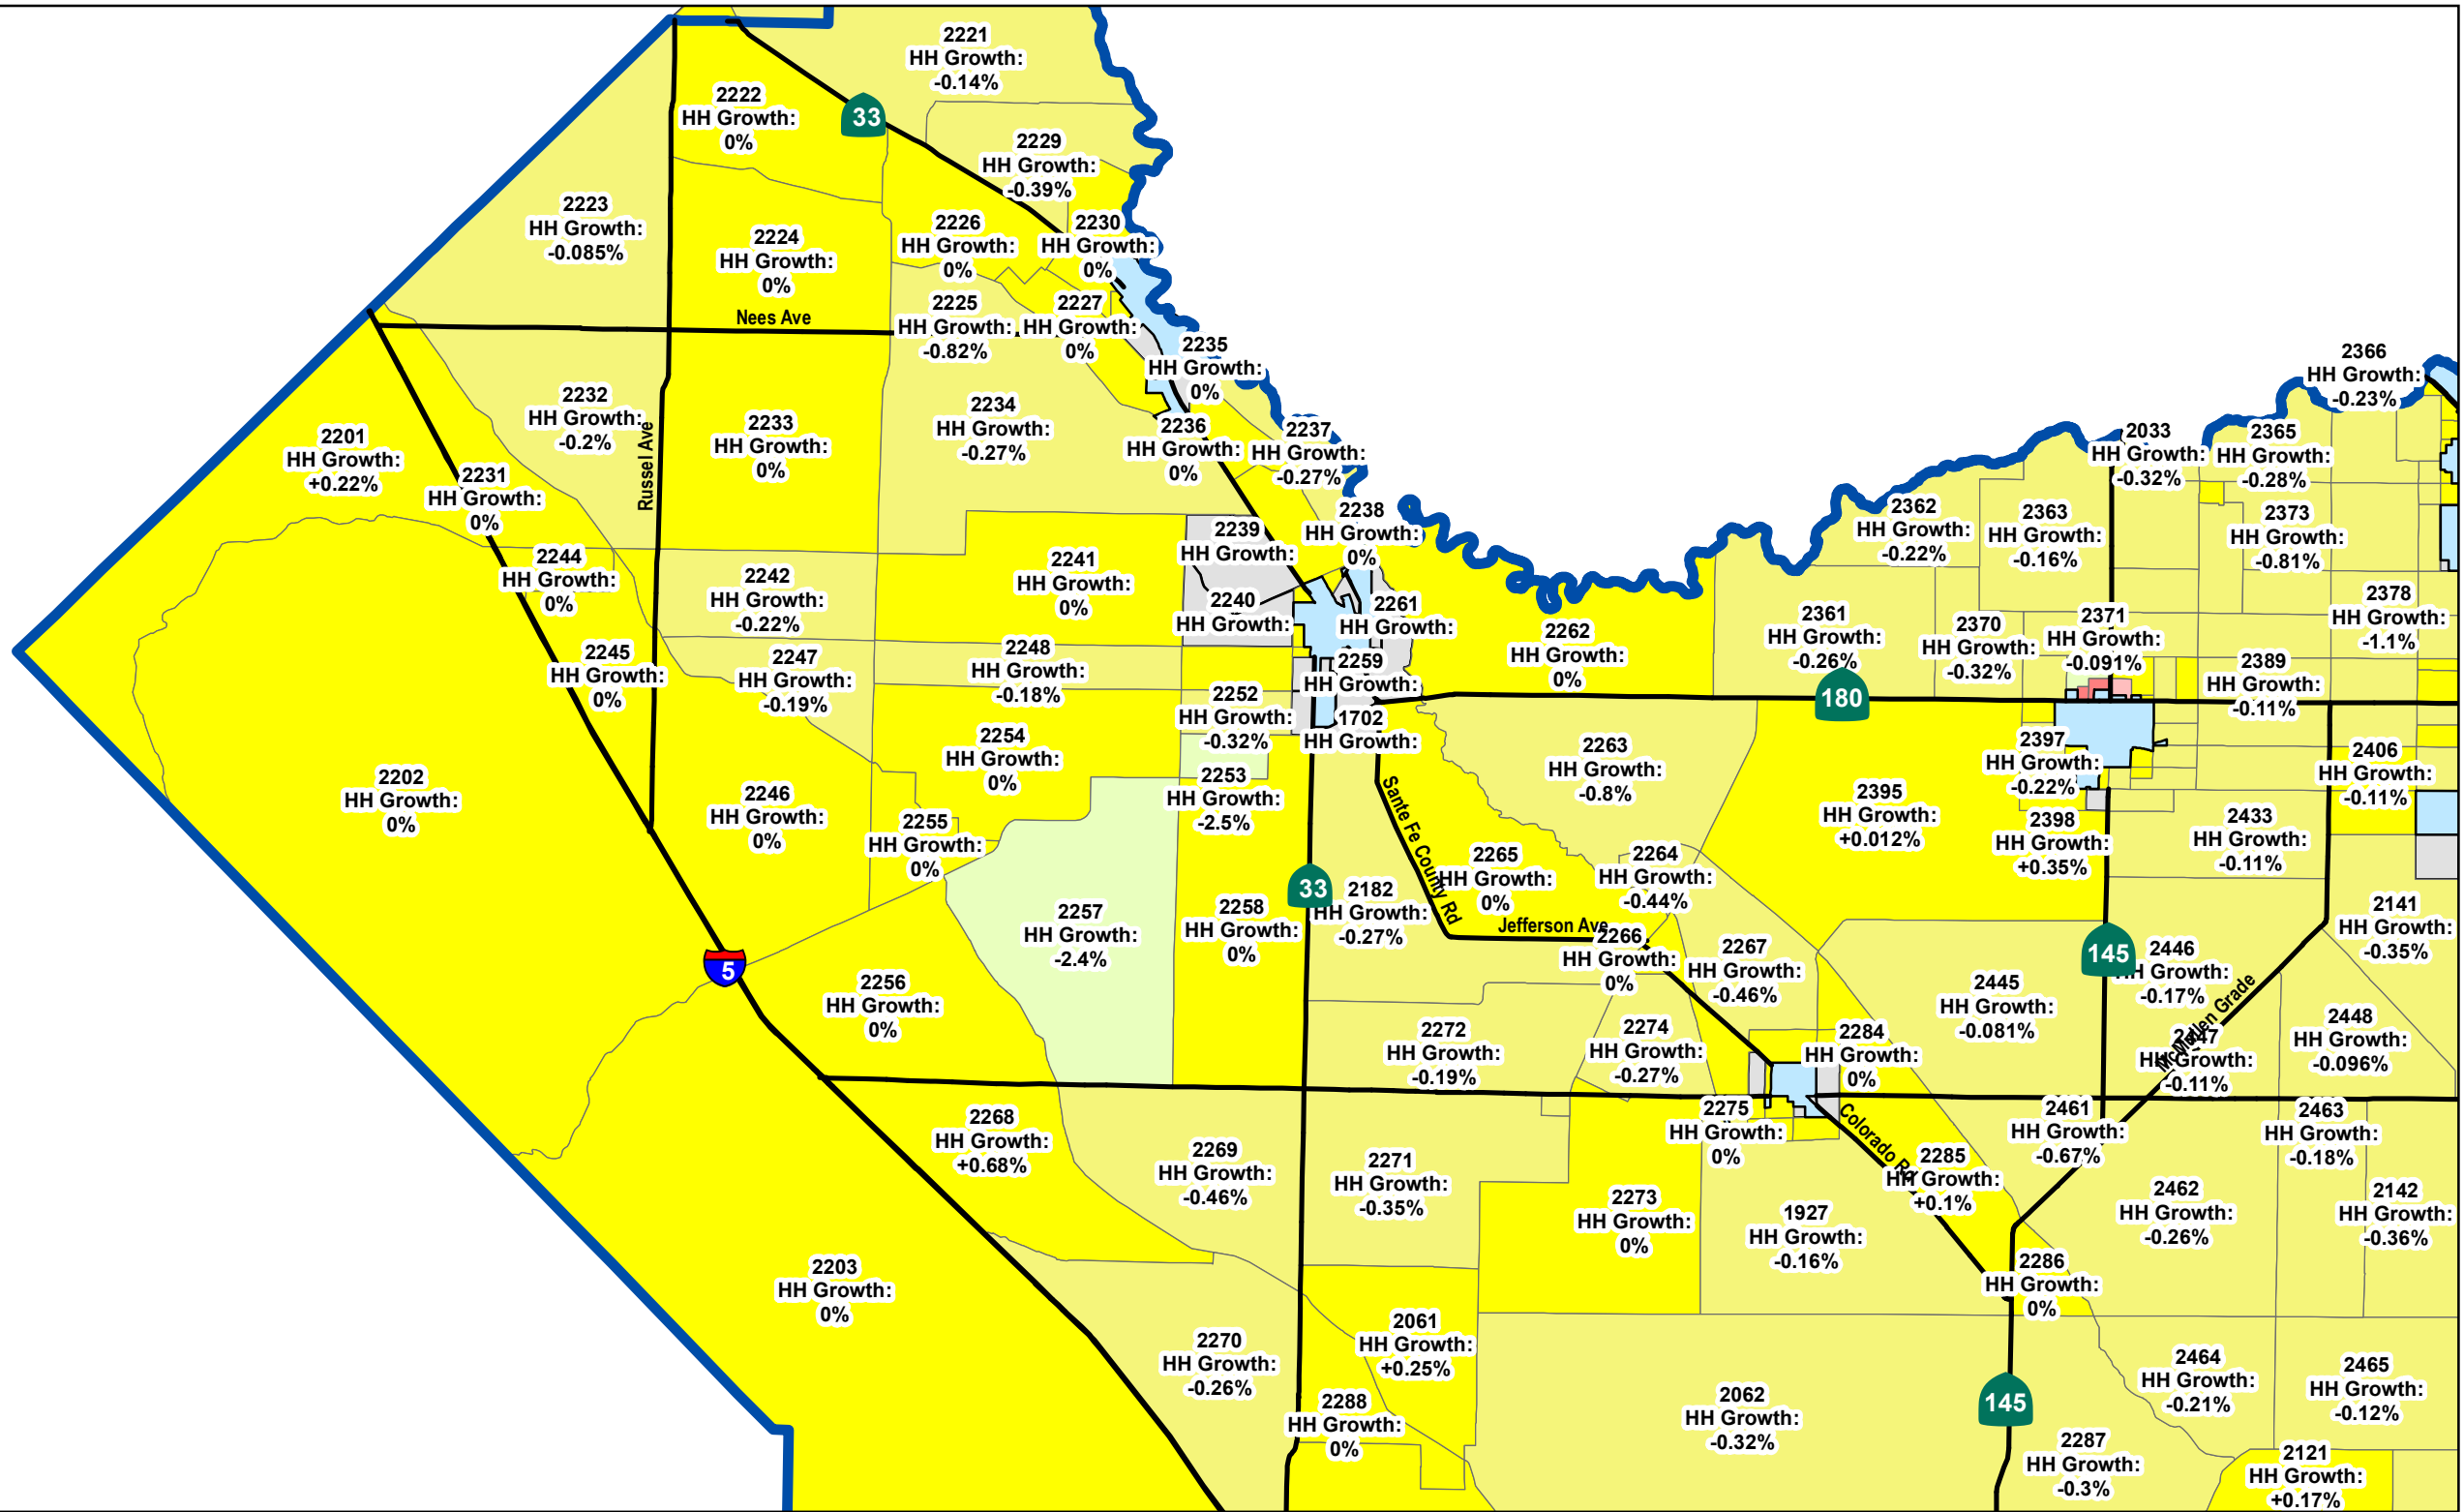 2221
HH Growth:
-0.14%
2222
HH Growth:
0%
33
2229
HH Growth:
-0.39%
2223
HH Growth:
-0.085%
2224
HH Growth:
0%
2226
HH Growth:
0%
2230
HH Growth:
0%
Nees Ave
2225
HH Growth:
-0.82%
2227
HH Growth:
0%
2235
HH Growth:
0%
2366
HH Growth:
-0.23%
2201
HH Growth:
+0.22%
2232
HH Growth:
-0.2%
Russel Ave
2233
HH Growth:
0%
2234
HH Growth:
-0.27%
2236
HH Growth:
0%
2237
HH Growth:
-0.27%
2033
HH Growth:
-0.32%
2365
HH Growth:
-0.28%
2231
HH Growth:
0%
2238
HH Growth:
0%
2362
HH Growth:
-0.22%
2363
HH Growth:
-0.16%
2373
HH Growth:
-0.81%
2239
HH Growth:
2244
HH Growth:
0%
2242
HH Growth:
-0.22%
2241
HH Growth:
0%
2240
HH Growth:
2261
HH Growth:
2262
HH Growth:
0%
2361
HH Growth:
-0.26%
2370
HH Growth:
-0.32%
2371
HH Growth:
-0.091%
2378
HH Growth:
-1.1%
2245
HH Growth:
0%
2247
HH Growth:
-0.19%
2248
HH Growth:
-0.18%
2252
HH Growth:
-0.32%
2259
HH Growth:
180
2389
HH Growth:
-0.11%
1702
HH Growth:
2202
HH Growth:
0%
2246
HH Growth:
0%
2254
HH Growth:
0%
2253
HH Growth:
-2.5%
2263
HH Growth:
-0.8%
2395
HH Growth:
+0.012%
2397
HH Growth:
-0.22%
2406
HH Growth:
-0.11%
2255
HH Growth:
0%
Sante Fe County Rd
2265
HH Growth:
0%
2264
HH Growth:
-0.44%
2398
HH Growth:
+0.35%
2433
HH Growth:
-0.11%
2257
HH Growth:
-2.4%
2258
HH Growth:
0%
33
2182
HH Growth:
-0.27%
Jefferson Ave
2266
HH Growth:
0%
2267
HH Growth:
-0.46%
145
2446
HH Growth:
-0.17%
2141
HH Growth:
-0.35%
5
2256
HH Growth:
0%
2272
HH Growth:
-0.19%
2274
HH Growth:
-0.27%
2284
HH Growth:
0%
2445
HH Growth:
-0.081%
HH Growth:
-0.11%
2448
HH Growth:
-0.096%
2268
HH Growth:
+0.68%
2269
HH Growth:
-0.46%
2271
HH Growth:
-0.35%
2275
HH Growth:
0%
Colorado Rd
2285
HH Growth:
+0.1%
2461
HH Growth:
-0.67%
2463
HH Growth:
-0.18%
2203
HH Growth:
0%
2273
HH Growth:
0%
1927
HH Growth:
-0.16%
2462
HH Growth:
-0.26%
2142
HH Growth:
-0.36%
2286
HH Growth:
0%
2270
HH Growth:
-0.26%
2061
HH Growth:
+0.25%
2288
HH Growth:
0%
2062
HH Growth:
-0.32%
145
2464
HH Growth:
-0.21%
2465
HH Growth:
-0.12%
2287
HH Growth:
-0.3%
2121
HH Growth:
+0.17%